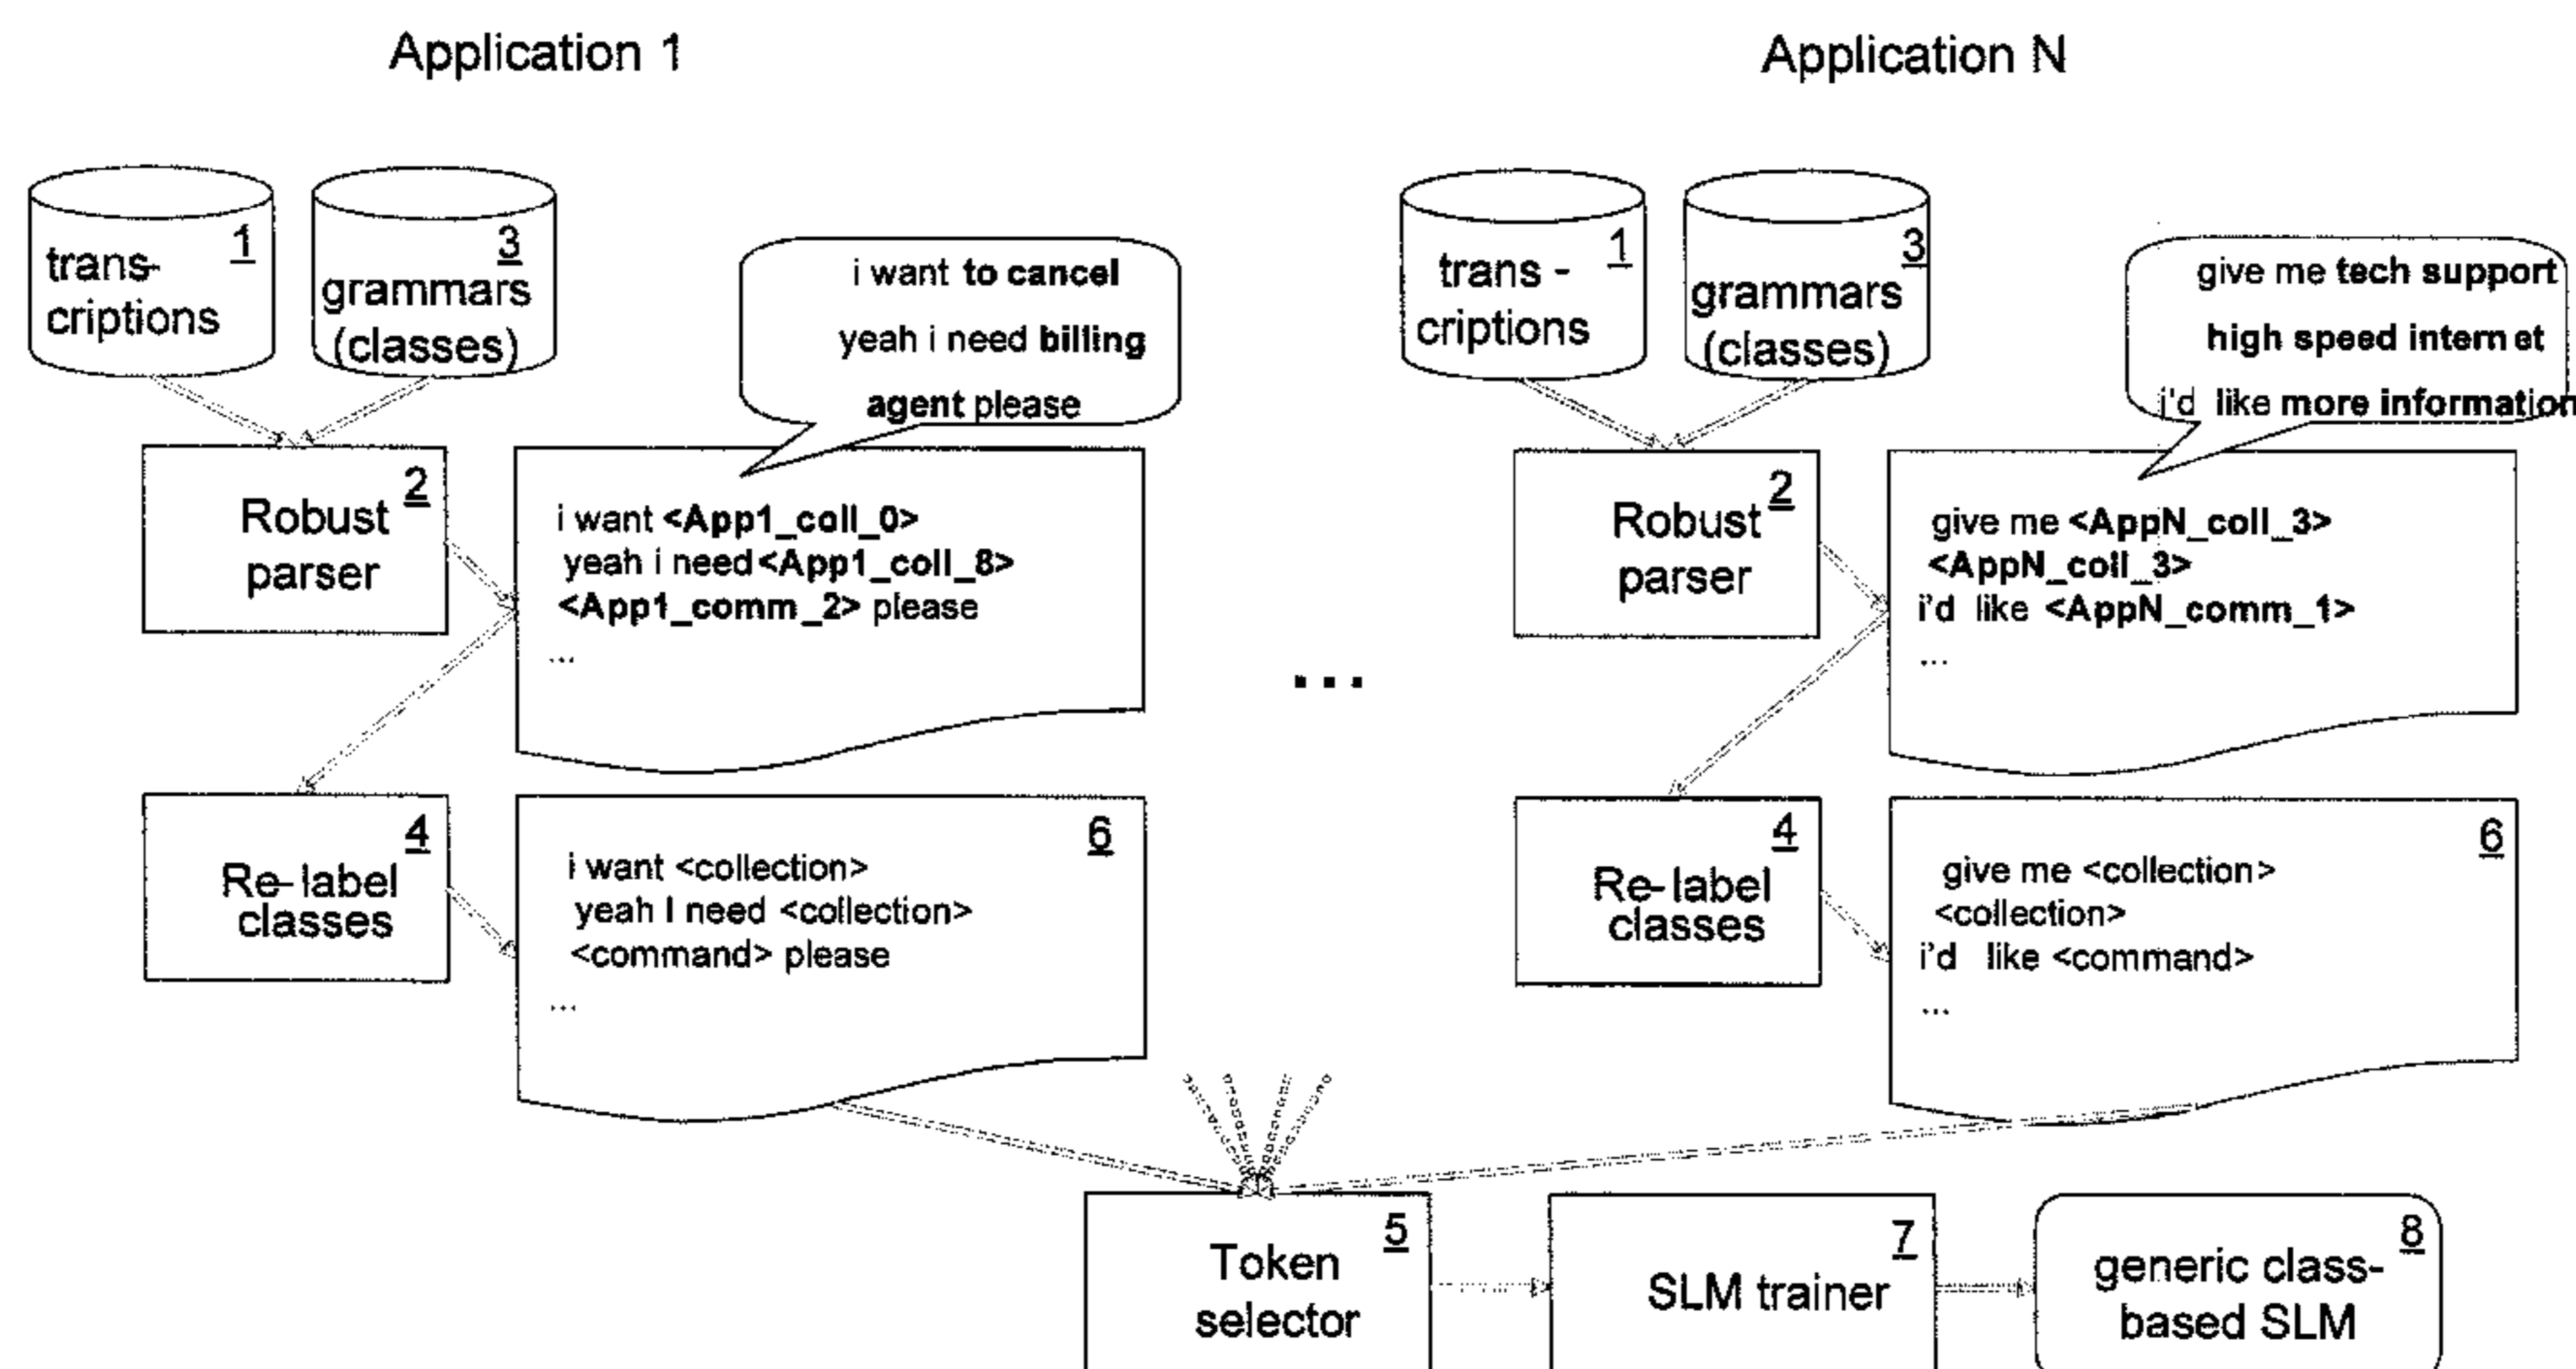 Application 1
Application N
1
trans-
criptions
3
grammars
(classes)
i want to cancel
yeah i need billing
agent please
1
trans -
criptions
3
grammars
(classes)
give me tech support
high speed internet
i'd like more information
2
Robust
parser
i want <App1_coll_0>
yeah i need <App1_coll_8>
<App1_comm_2> please
...
...
2
Robust
parser
give me <AppN_coll_3>
<AppN_coll_3>
i'd like <AppN_comm_1>
...
4
Re-label
classes
6
i want <collection>
yeah I need <collection>
<command> please
...
4
Re-label
classes
6
give me <collection>
<collection>
i'd like <command>
...
5
Token
selector
7
SLM trainer
8
generic class-
based SLM